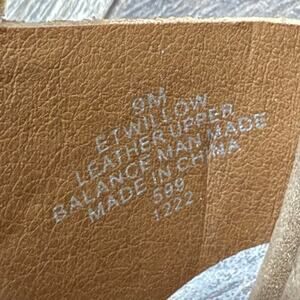 9M
ETWILLOW
LEATHER UPPER
BALANCE MAN MADE
MADE IN CHINA
599
1222